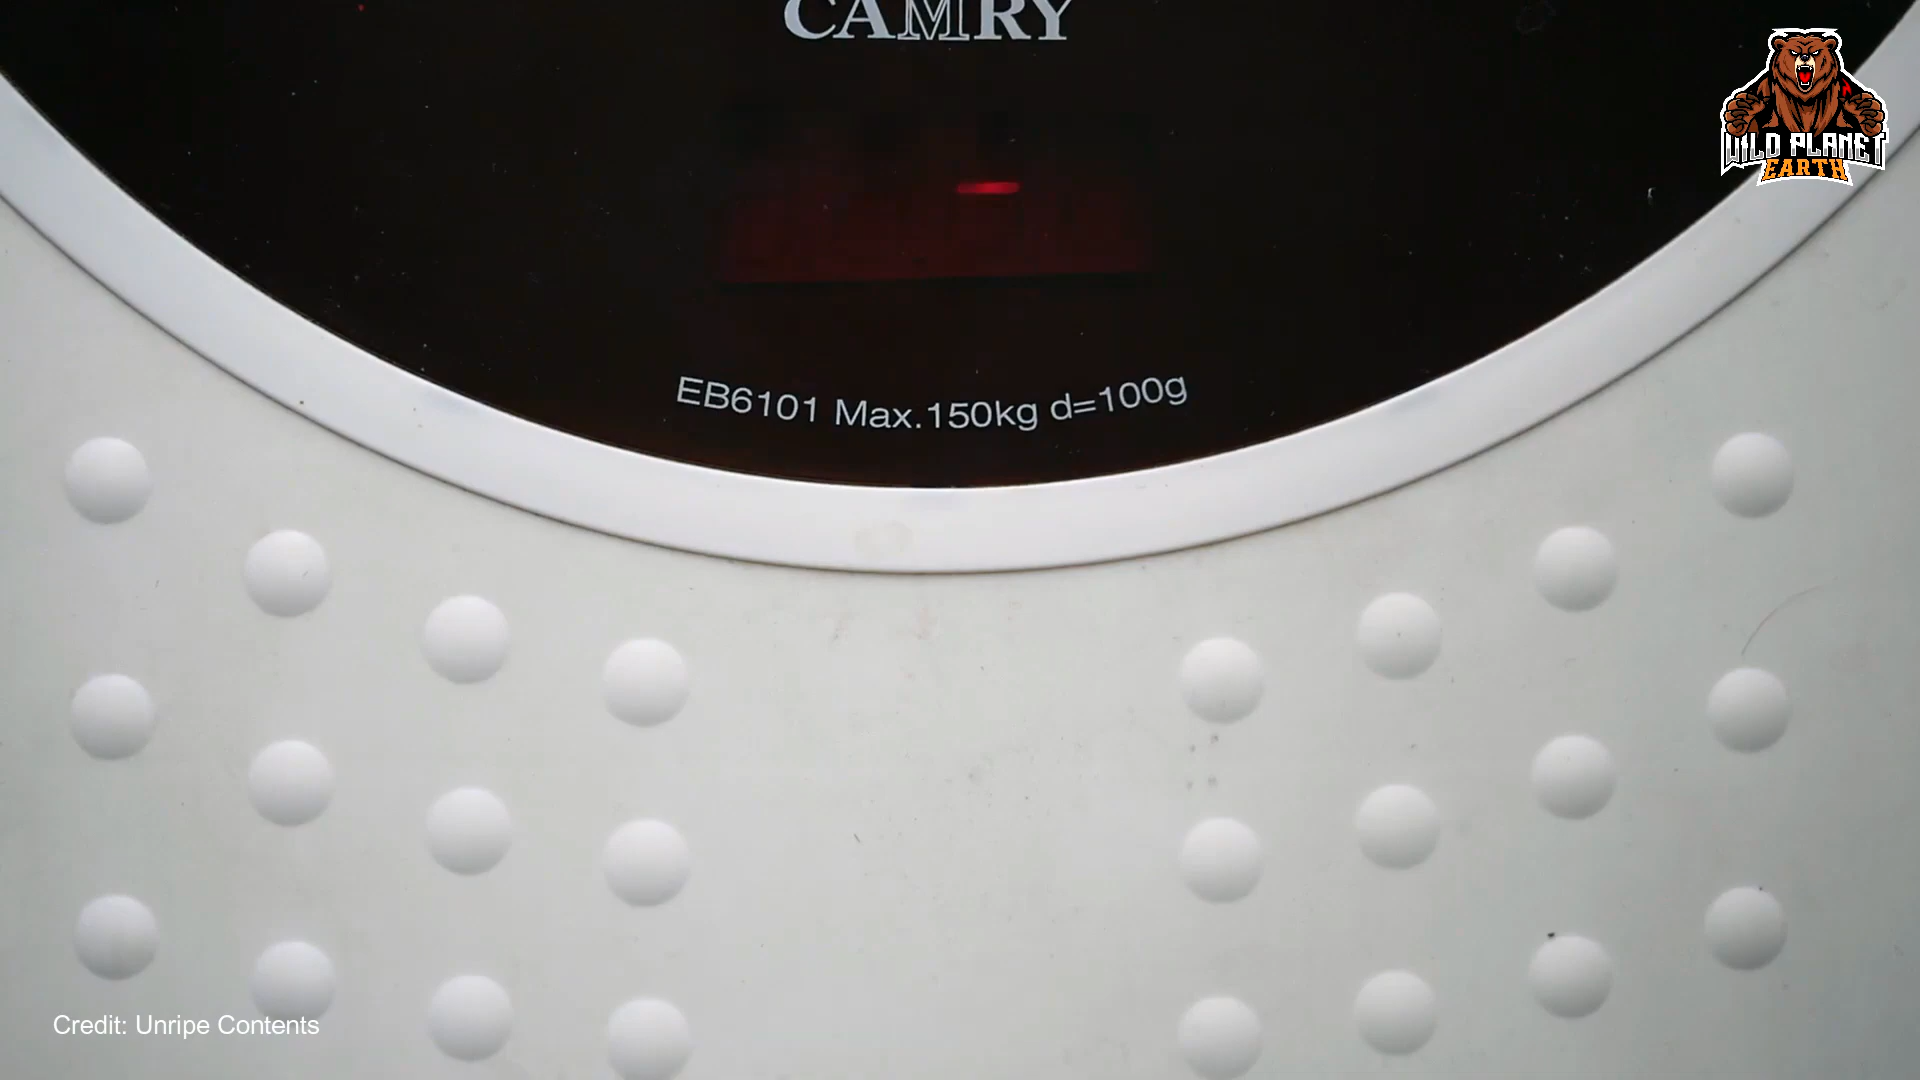 CAMRY
WILD PLANET
EARTH
EB6101 Max.150kg d=100g
Credit: Unripe Contents